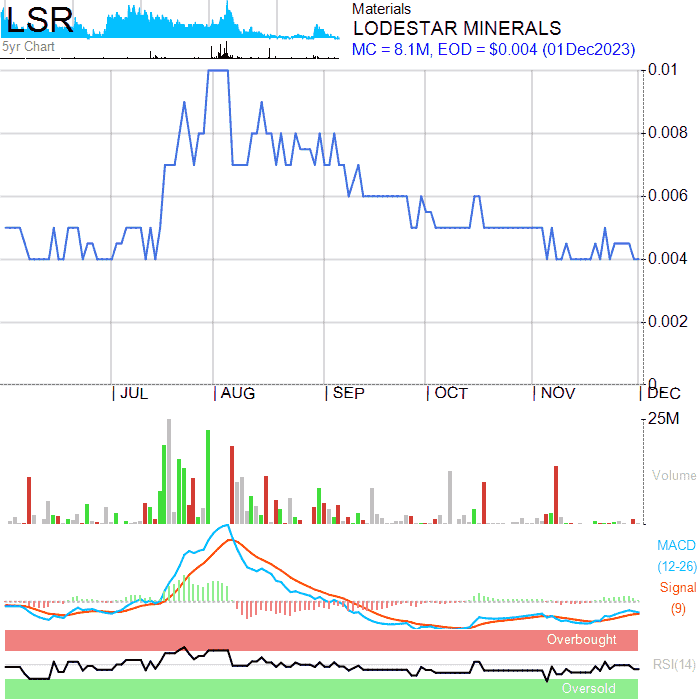 LSR
5yr Chart
Materials
LODESTAR MINERALS
MC = 8.1M, EOD = $0.004 (01Dec2023)
0.01
0.008
0.006
0.004
0.002
0
JUL AUG SEP OCT NOV DEC
25M
Volume
MACD
(12-26)
Signal
(9)
Overbought
RSI(14)
Oversold